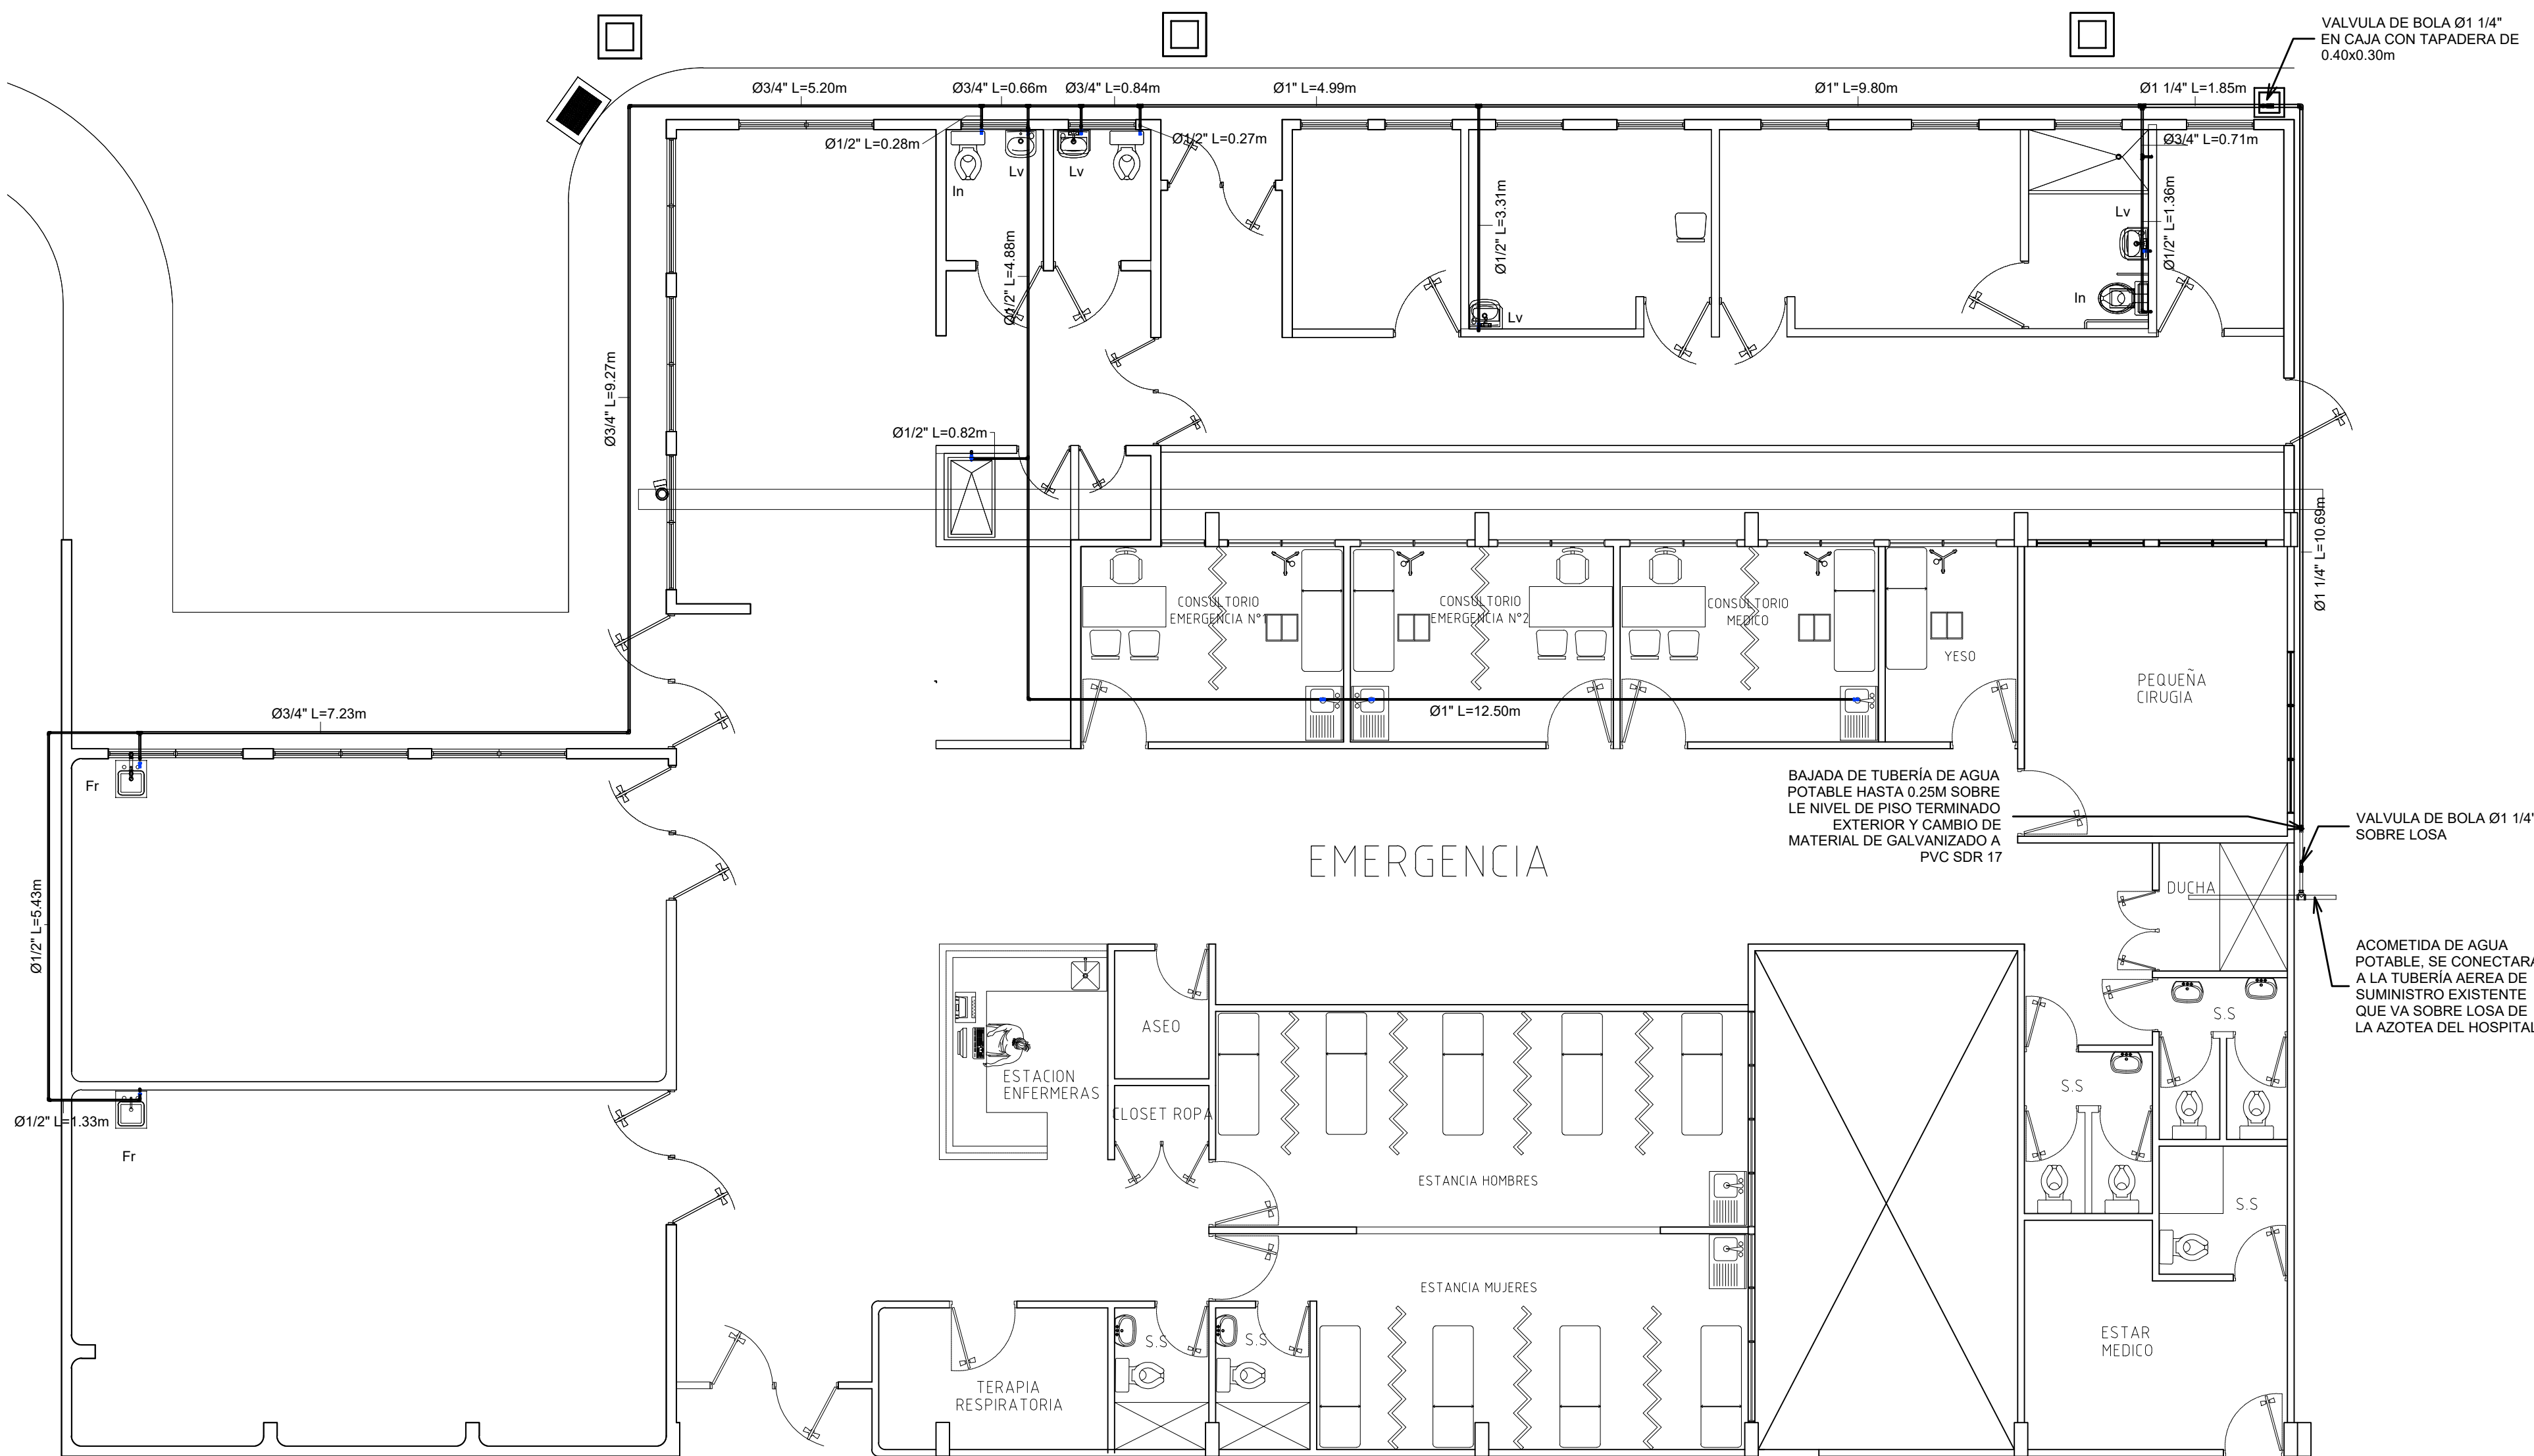 VALVULA DE BOLA Ø1 1/4"
EN CAJA CON TAPADERA DE
0.40x0.30m
Ø3/4" L=5.20m
Ø3/4" L=0.66m
Ø3/4" L=0.84m
Ø1" L=4.99m
Ø1" L=9.80m
Ø1 1/4" L=1.85m
Ø1/2" L=0.28m
Ø1/2" L=0.27m
Ø3/4" L=0.71m
In
Lv
Lv
Ø1/2" L=3.31m
Lv
Ø1/2" L=1.36m
Ø1/2" L=4.88m
In
Lv
Ø3/4" L=9.27m
Ø1/2" L=0.82m
Ø1 1/4" L=10.69m
CONSULTORIO
EMERGENCIA N°1
CONSULTORIO
EMERGENCIA N°2
CONSULTORIO
MEDICO
YESO
PEQUEÑA
CIRUGIA
Ø3/4" L=7.23m
Ø1" L=12.50m
Fr
BAJADA DE TUBERÍA DE AGUA
POTABLE HASTA 0.25M SOBRE
LE NIVEL DE PISO TERMINADO
EXTERIOR Y CAMBIO DE
MATERIAL DE GALVANIZADO A
PVC SDR 17
VALVULA DE BOLA Ø1 1/4"
SOBRE LOSA
EMERGENCIA
DUCHA
Ø1/2" L=5.43m
ACOMETIDA DE AGUA
POTABLE, SE CONECTARA
A LA TUBERÍA AEREA DE
SUMINISTRO EXISTENTE
QUE VA SOBRE LOSA DE
LA AZOTEA DEL HOSPITAL
ASEO
S.S
ESTACION
ENFERMERAS
S.S
CLOSET ROPA
Ø1/2" L=1.33m
Fr
ESTANCIA HOMBRES
S.S
ESTANCIA MUJERES
S.S
S.S
ESTAR
MEDICO
TERAPIA
RESPIRATORIA